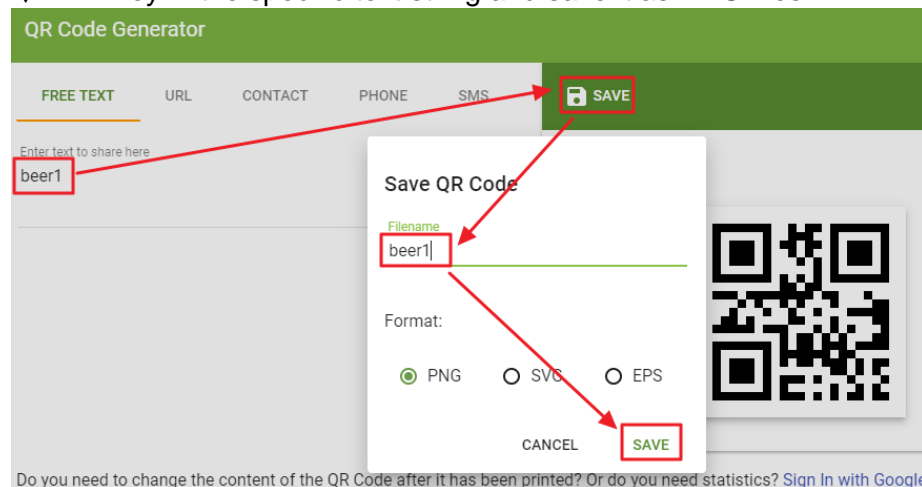 QR Code Generator
FREE TEXT URL CONTACT PHONE SMS SAVE
Enter text to share here
beer1
Save QR Code
Filename
beer1
Format:
PNG SVG EPS
CANCEL SAVE
Do you need to change the content of the QR Code after it has been printed? Or do you need statistics? Sign In with Google